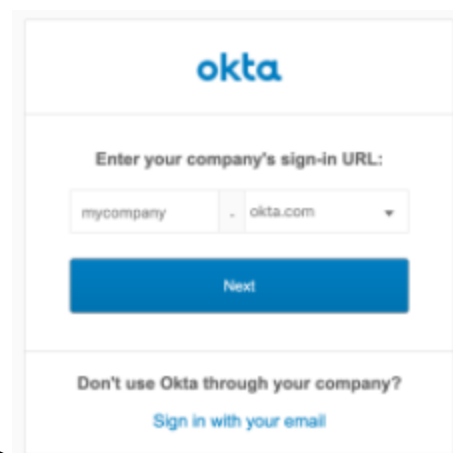 okta
Enter your company's sign-in URL:
mycompany . okta.com
Next
Don't use Okta through your company?
Sign in with your email